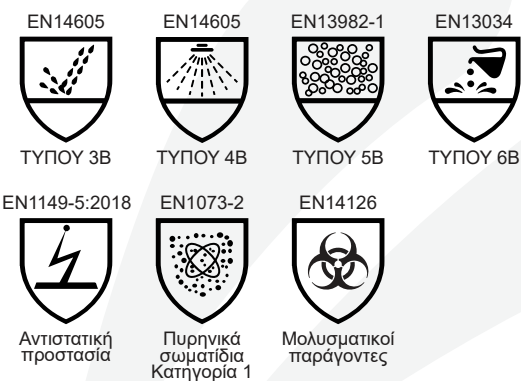 EN14605
EN14605
EN13982-1
EN13034
ΤΥΠΟΥ 3B
ΤΥΠΟΥ 4B
ΤΥΠΟΥ 5B
ΤΥΠΟΥ 6B
EN1149-5:2018
EN1073-2
EN14126
Αντιστατική
προστασία
Πυρηνικά
σωματίδια
Κατηγορία 1
Μολυσματικοί
παράγοντες